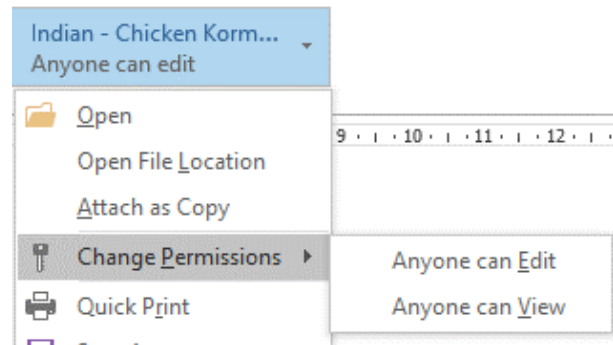 Indian - Chicken Korm...
Anyone can edit
Open
9 · 10 · 11 · 12 ·
Open File Location
Attach as Copy
Change Permissions
Anyone can Edit
Quick Print
Anyone can View